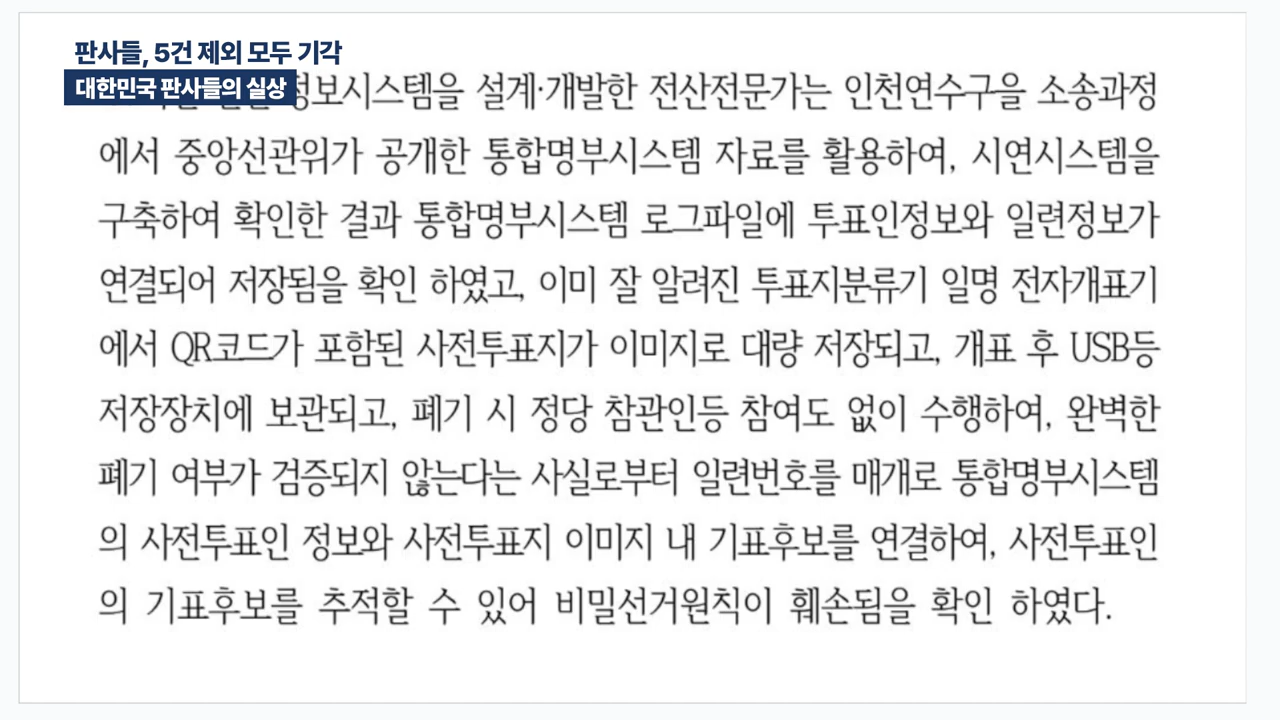 판사들, 5건 제외 모두 기각
대한민국 판사들의 실상
정보시스템을 설계·개발한 전산전문가는 인천연수구을 소송과정
에서 중앙선관위가 공개한 통합명부시스템 자료를 활용하여, 시연시스템을
구축하여 확인한 결과 통합명부시스템 로그파일에 투표인정보와 일련정보가
연결되어 저장됨을 확인 하였고, 이미 잘 알려진 투표지분류기 일명 전자개표기
에서 QR코드가 포함된 사전투표지가 이미지로 대량 저장되고, 개표 후 USB등
저장장치에 보관되고, 폐기 시 정당 참관인등 참여도 없이 수행하여, 완벽한
폐기 여부가 검증되지 않는다는 사실로부터 일련번호를 매개로 통합명부시스템
의 사전투표인 정보와 사전투표지 이미지 내 기표후보를 연결하여, 사전투표인
의 기표후보를 추적할 수 있어 비밀선거원칙이 훼손됨을 확인 하였다.